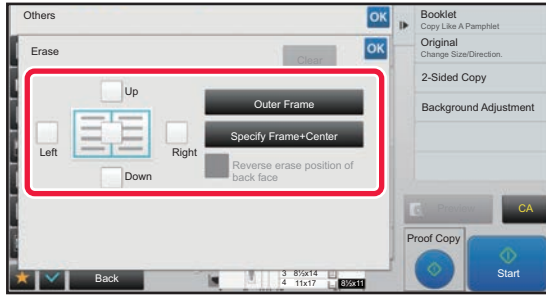 Others
OK
Erase
Clear
OK
Up
Left
Right
Down
Outer Frame
Specify Frame+Center
Reverse erase position of
back face
Back
3 8½x14
4 11x17
8½x11
Booklet
Copy Like A Pamphlet
Original
Change Size/Direction.
2-Sided Copy
Background Adjustment
Preview
CA
Proof Copy
Start